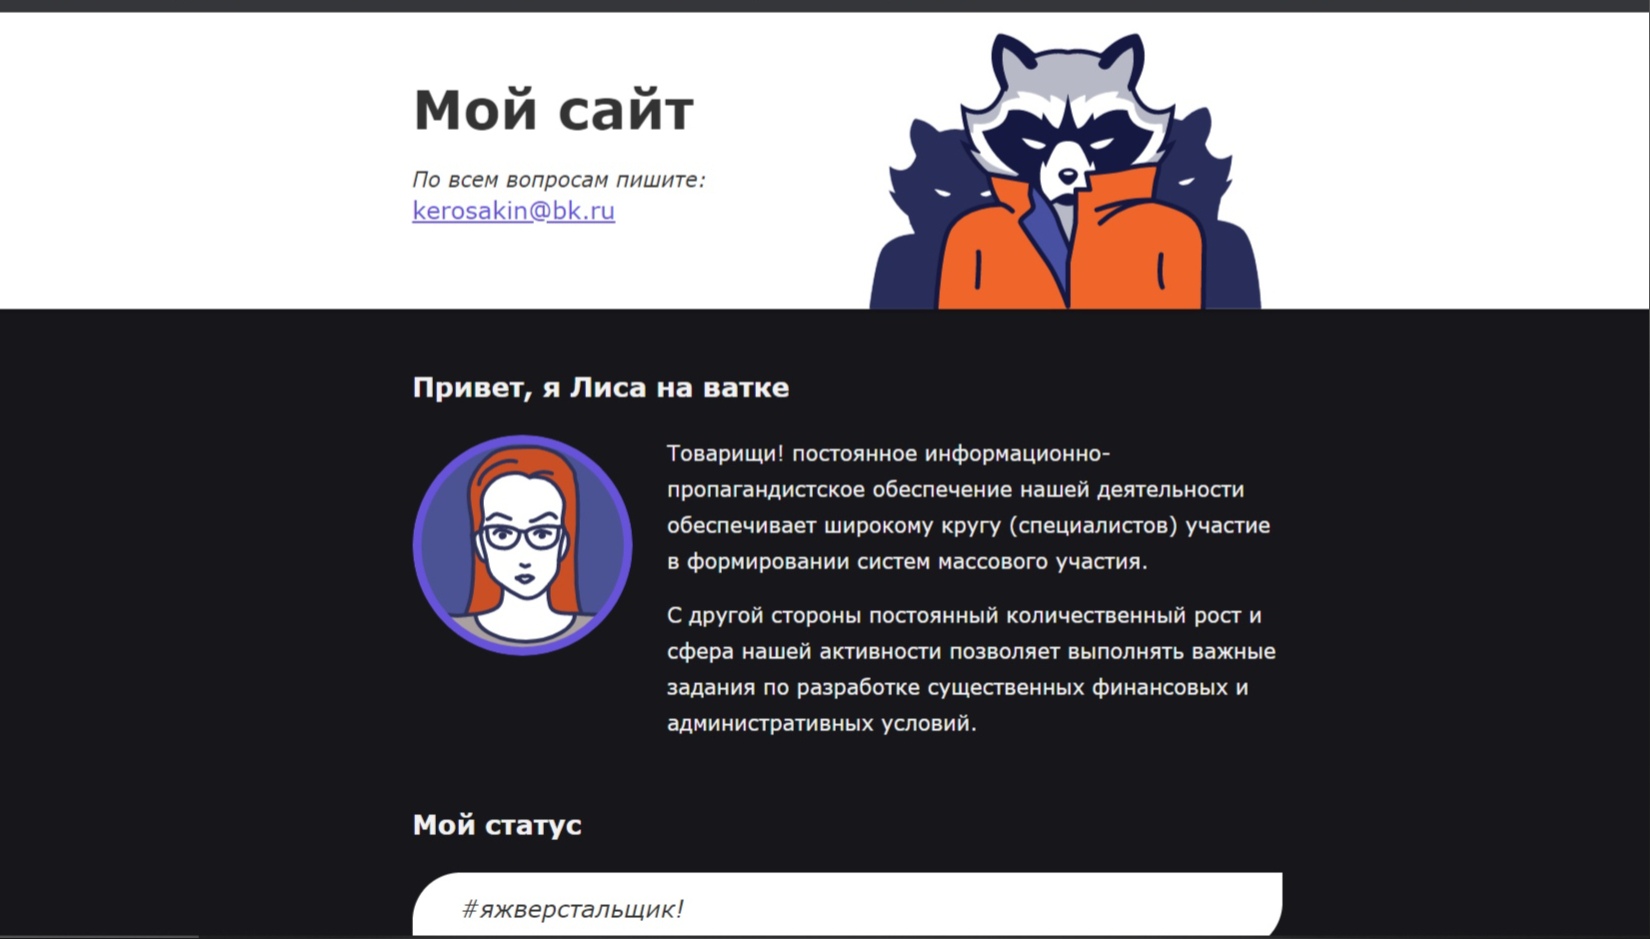 Мой сайт
По всем вопросам пишите:
kerosakin@bk.ru
Привет, я Лиса на ватке
Товарищи! постоянное информационно-
пропагандистское обеспечение нашей деятельности
обеспечивает широкому кругу (специалистов) участие
в формировании систем массового участия.
С другой стороны постоянный количественный рост и
сфера нашей активности позволяет выполнять важные
задания по разработке существенных финансовых и
административных условий.
Мой статус
#яжверстальщик!